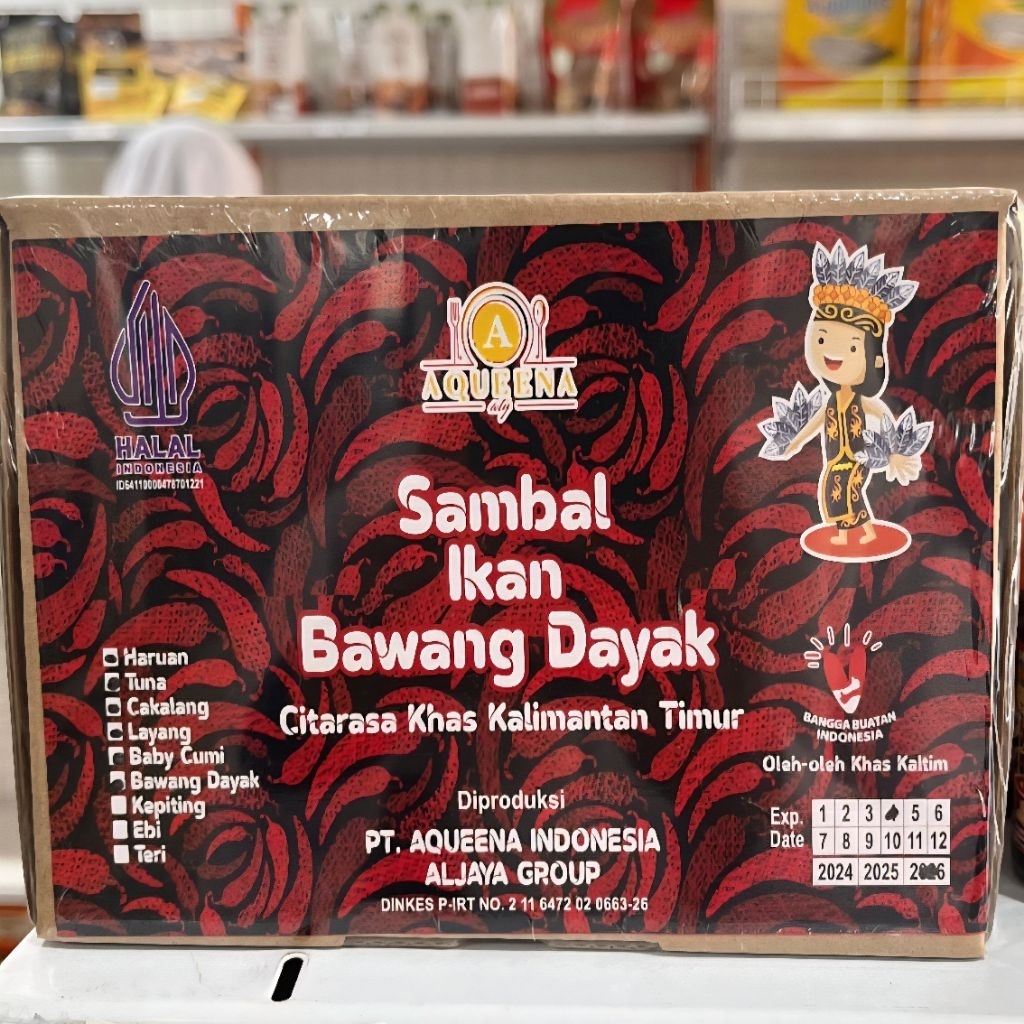 A
AQUEENA
aly
HALAL
INDONESIA
ID64110000478701221
Sambal
Ikan
Bawang Dayak
Citarasa Khas Kalimantan Timur
Haruan
Tuna
Cakalang
Layang
Baby Cumi
Bawang Dayak
Kepiting
Ebi
Teri
Diproduksi
PT. AQUEENA INDONESIA
ALJAYA GROUP
DINKES P-IRT NO. 2 11 6472 02 0663-26
BANGGA BUATAN
INDONESIA
Oleh-oleh Khas Kaltim
Exp. Date
1 2 3 5 6
7 8 9 10 11 12
2024 2025 2026